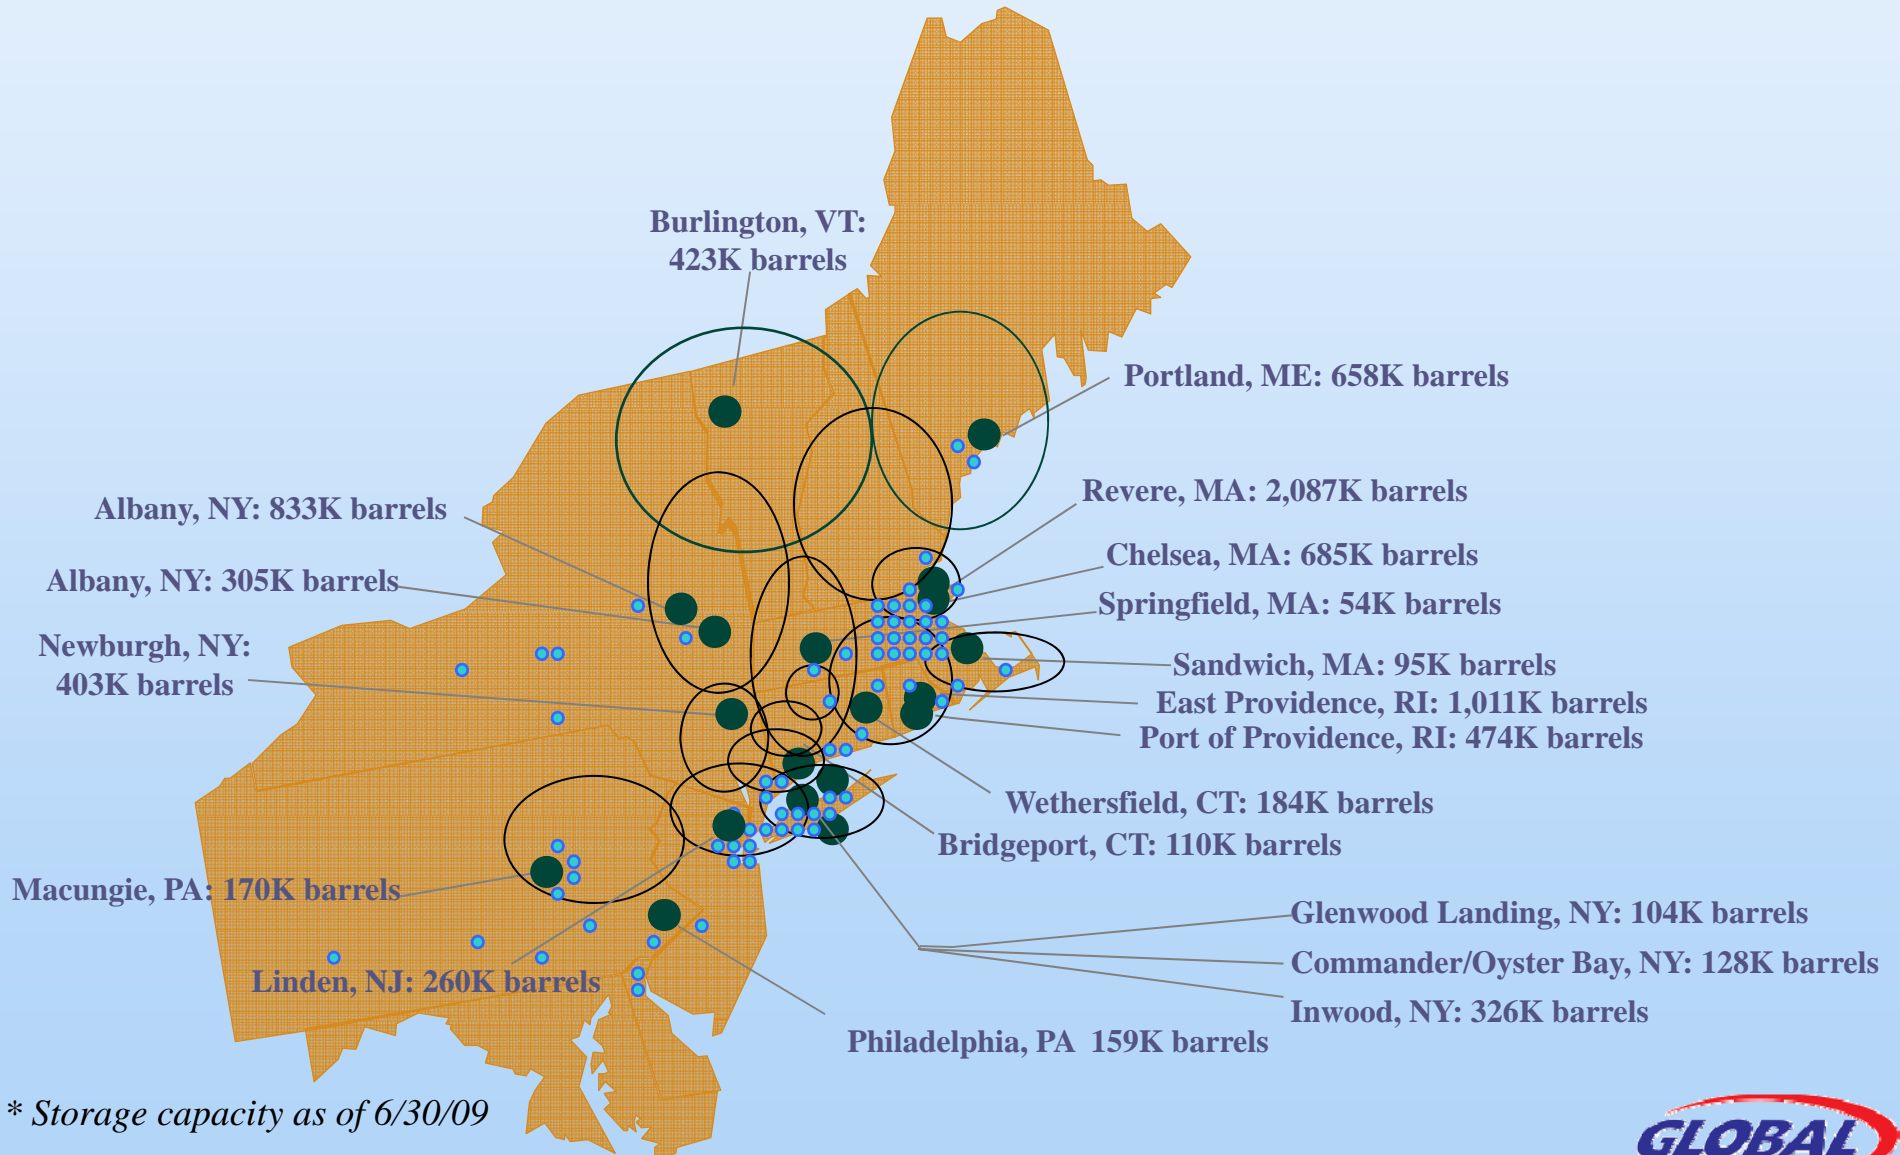 Burlington, VT:
423K barrels
Portland, ME: 658K barrels
Revere, MA: 2,087K barrels
Albany, NY: 833K barrels
Chelsea, MA: 685K barrels
Albany, NY: 305K barrels
Springfield, MA: 54K barrels
Newburgh, NY:
403K barrels
Sandwich, MA: 95K barrels
East Providence, RI: 1,011K barrels
Port of Providence, RI: 474K barrels
Wethersfield, CT: 184K barrels
Bridgeport, CT: 110K barrels
Macungie, PA: 170K barrels
Glenwood Landing, NY: 104K barrels
Commander/Oyster Bay, NY: 128K barrels
Linden, NJ: 260K barrels
Inwood, NY: 326K barrels
Philadelphia, PA 159K barrels
* Storage capacity as of 6/30/09
GLOBAL